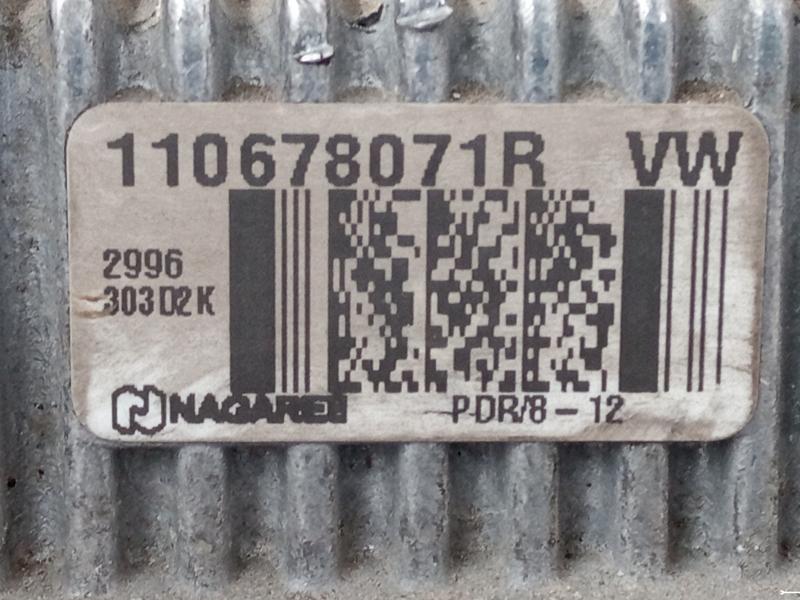 110678071R VW
2996
303D2K
NAGARES PDR/8-12